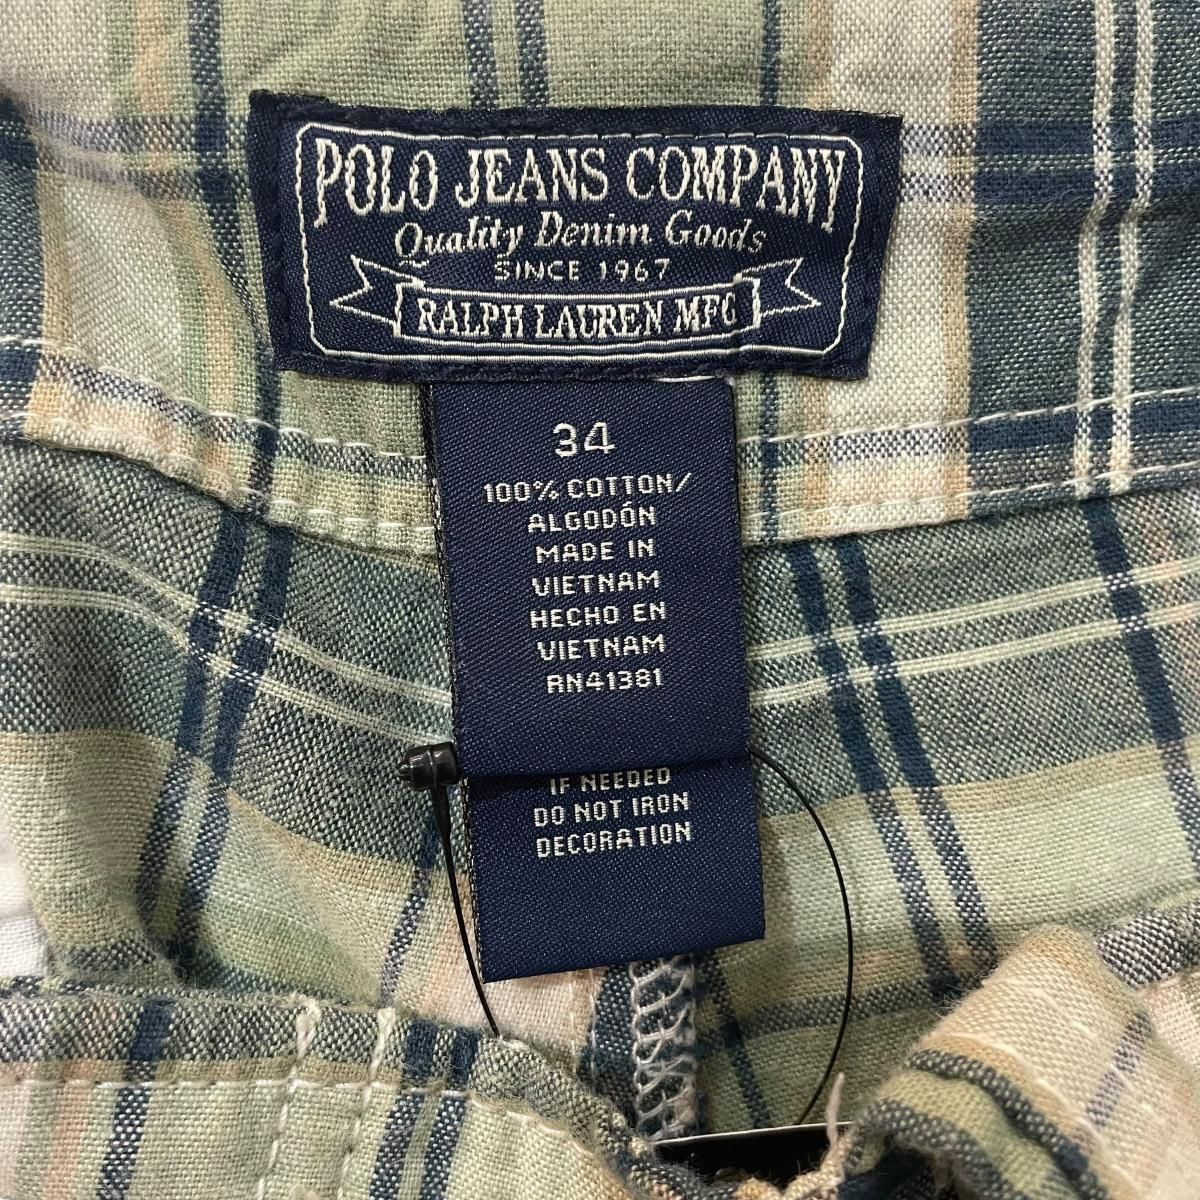 POLO JEANS COMPANY
Quality Denim Goods
SINCE 1967
RALPH LAUREN MFG
34
100% COTTON/
ALGODÓN
MADE IN
VIETNAM
HECHO EN
VIETNAM
RN41381
IF NEEDED
DO NOT IRON
DECORATION